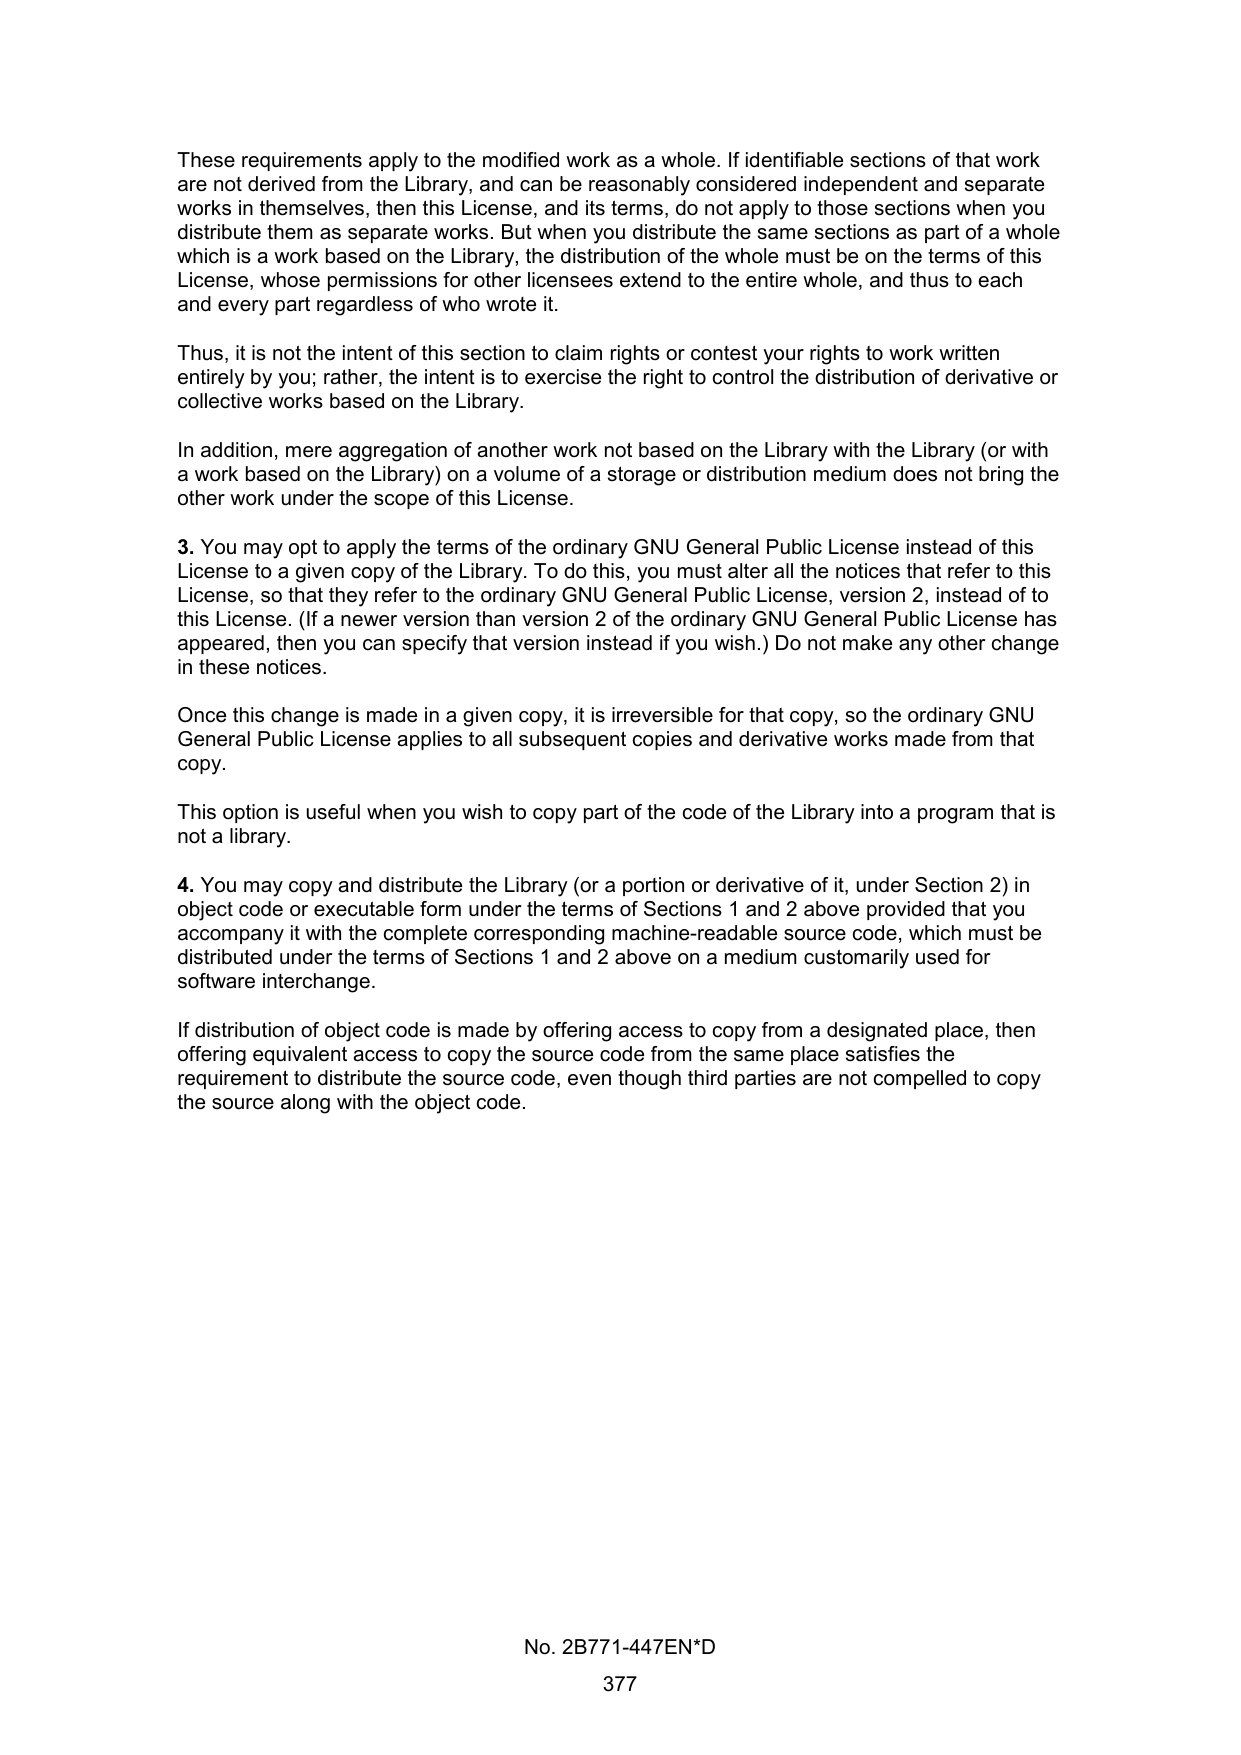 These requirements apply to the modified work as a whole. If identifiable sections of that work
are not derived from the Library, and can be reasonably considered independent and separate
works in themselves, then this License, and its terms, do not apply to those sections when you
distribute them as separate works. But when you distribute the same sections as part of a whole
which is a work based on the Library, the distribution of the whole must be on the terms of this
License, whose permissions for other licensees extend to the entire whole, and thus to each
and every part regardless of who wrote it.
Thus, it is not the intent of this section to claim rights or contest your rights to work written
entirely by you; rather, the intent is to exercise the right to control the distribution of derivative or
collective works based on the Library.
In addition, mere aggregation of another work not based on the Library with the Library (or with
a work based on the Library) on a volume of a storage or distribution medium does not bring the
other work under the scope of this License.
3. You may opt to apply the terms of the ordinary GNU General Public License instead of this
License to a given copy of the Library. To do this, you must alter all the notices that refer to this
License, so that they refer to the ordinary GNU General Public License, version 2, instead of to
this License. (If a newer version than version 2 of the ordinary GNU General Public License has
appeared, then you can specify that version instead if you wish.) Do not make any other change
in these notices.
Once this change is made in a given copy, it is irreversible for that copy, so the ordinary GNU
General Public License applies to all subsequent copies and derivative works made from that
copy.
This option is useful when you wish to copy part of the code of the Library into a program that is
not a library.
4. You may copy and distribute the Library (or a portion or derivative of it, under Section 2) in
object code or executable form under the terms of Sections 1 and 2 above provided that you
accompany it with the complete corresponding machine-readable source code, which must be
distributed under the terms of Sections 1 and 2 above on a medium customarily used for
software interchange.
If distribution of object code is made by offering access to copy from a designated place, then
offering equivalent access to copy the source code from the same place satisfies the
requirement to distribute the source code, even though third parties are not compelled to copy
the source along with the object code.
No. 2B771-447EN*D
377